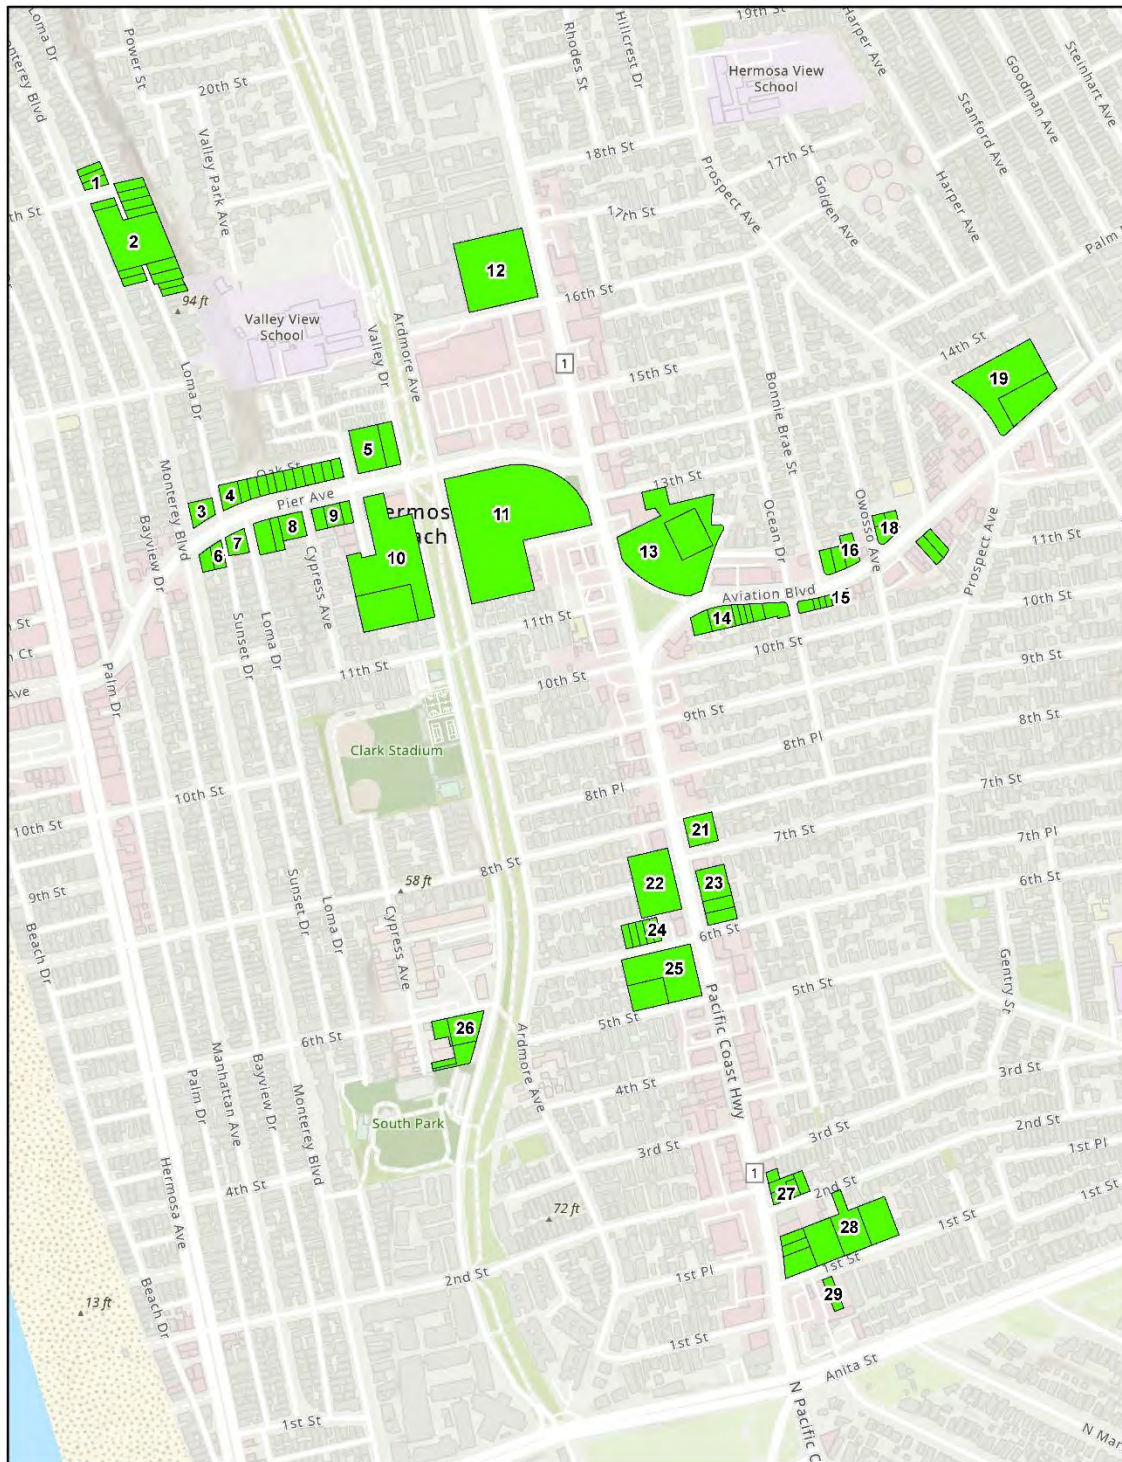 Loma Dr
Monterey Blvd
Power St
20th St
Valley Park Ave
Rhodes St
Hillcrest Dr
19th St
Harper Ave
Steinhart Ave
Goodman Ave
Stanford Ave
Hermosa View
School
18th St
17th St
Prospect Ave
Golden Ave
Harper Ave
17th St
Palm
1
th St
2
94 ft
Valley View
School
Valley Dr
Ardmore Ave
12
16th St
1
15th St
14th St
19
Bonnie Brae St
Loma Dr
5
Oak St
4
3
Pier Ave
Monterey Blvd
Bayview Dr
6
7
8
9
Cypress Ave
10
11
13th St
13
Ocean Dr
Owosso Ave
18
16
15
Aviation Blvd
14
Prospect Ave
11th St
10th St
10th St
9th St
11th St
11th St
10th St
9th St
8th St
8th Pl
Sunset Dr
Loma Dr
Palm Dr
n St
n Ct
Ave
Clark Stadium
10th St
10th St
8th Pl
7th St
21
7th St
7th Pl
22
23
6th St
8th St
58 ft
9th St
Beach Dr
Sunset Dr
Loma Dr
Cypress Ave
24
6th St
25
Pacific Coast Hwy
5th St
5th St
Gentry St
26
6th St
Ardmore Ave
4th St
3rd St
Manhattan Ave
Palm Dr
Bayview Dr
Monterey Blvd
South Park
3rd St
3rd St
2nd St
1st Pl
1
27
2nd St
1st St
1st St
28
1st St
29
4th St
Hermosa Ave
72 ft
2nd St
1st Pl
1st St
13 ft
Beach Dr
Anita St
1st St
N Pacific C
N Mar